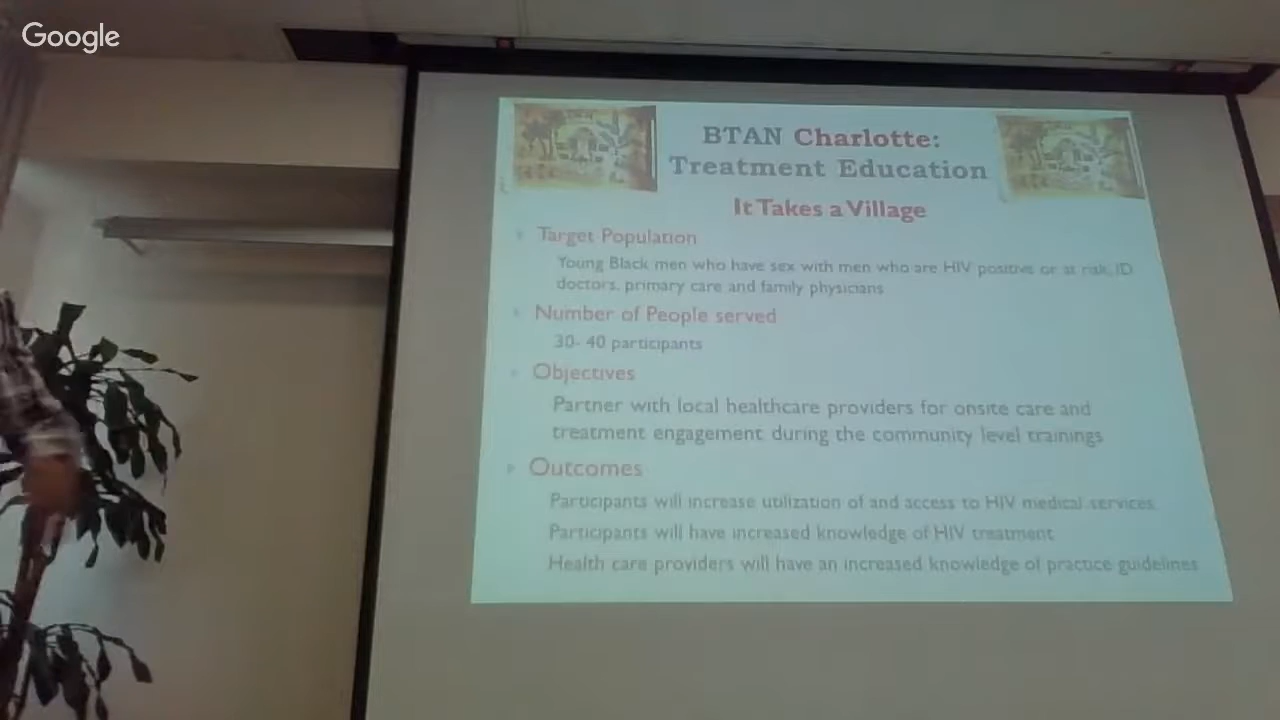 Google
BTAN Charlotte:
Treatment Education
It Takes a Village
Target Population
Young Black men who have sex with men who are HIV positive or at risk, ID
doctors, primary care and family physicians
Number of People served
30- 40 participants
Objectives
Partner with local healthcare providers for onsite care and
treatment engagement during the community level trainings
Outcomes
Participants will increase utilization of and access to HIV medical services
Participants will have increased knowledge of HIV treatment
Health care providers will have an increased knowledge of practice guidelines